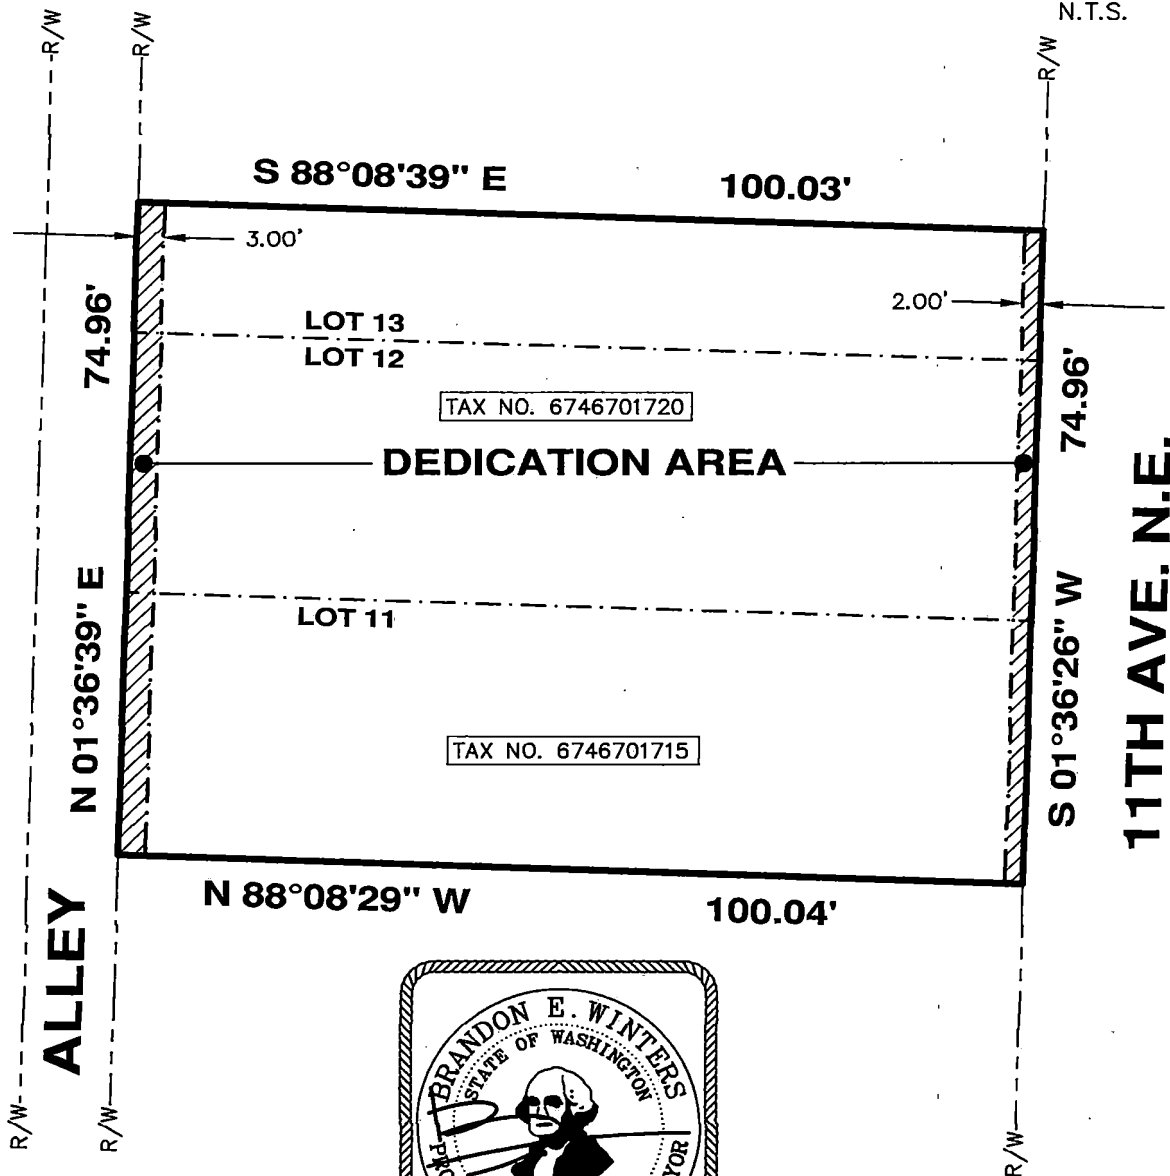 N.T.S.
R/W
R/W
R/W
S 88°08'39" E
100.03'
3.00'
2.00'
74.96'
LOT 13
LOT 12
TAX NO. 6746701720
74.96'
DEDICATION AREA
11TH AVE. N.E.
N 01°36'39" E
LOT 11
S 01°36'26" W
TAX NO. 6746701715
N 88°08'29" W
100.04'
ALLEY
BRANDON E. WINTERS
STATE OF WASHINGTON
R/W
R/W
R/W